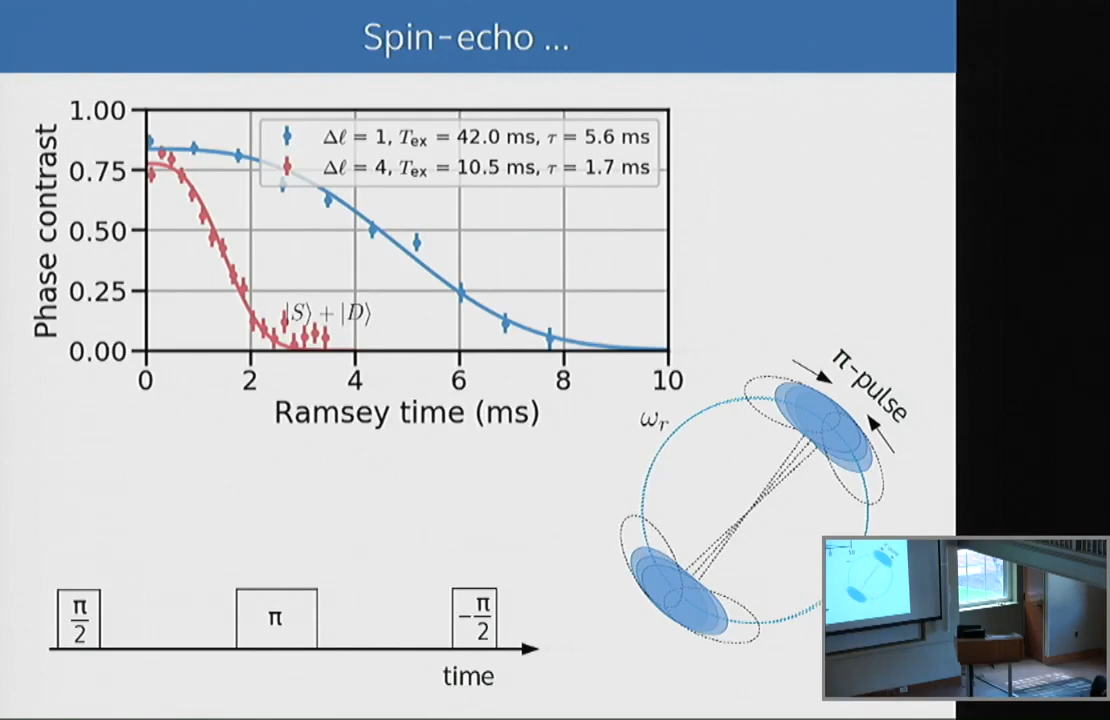 Spin-echo ...
Phase contrast
1.00
0.75
0.50
0.25
0.00
Δℓ = 1, T_ex = 42.0 ms, τ = 5.6 ms
Δℓ = 4, T_ex = 10.5 ms, τ = 1.7 ms
|S⟩ + |D⟩
0 2 4 6 8 10
Ramsey time (ms)
ω_r
π-pulse
π/2
π
-π/2
time